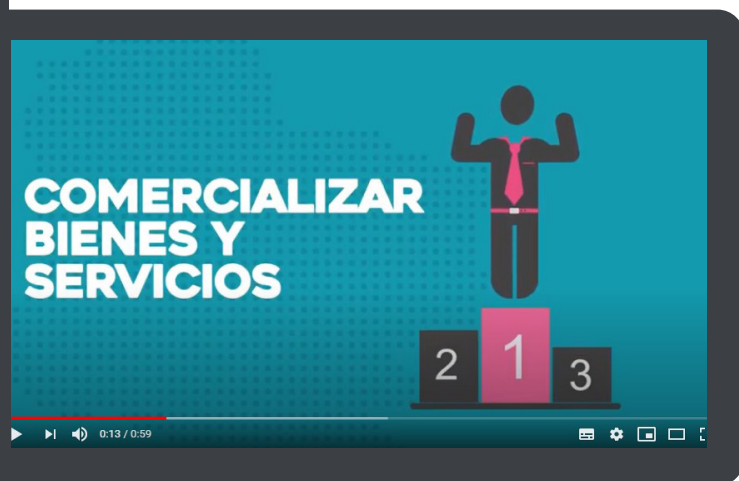 COMERCIALIZAR
BIENES Y
SERVICIOS
2 1 3
0:13 / 0:59